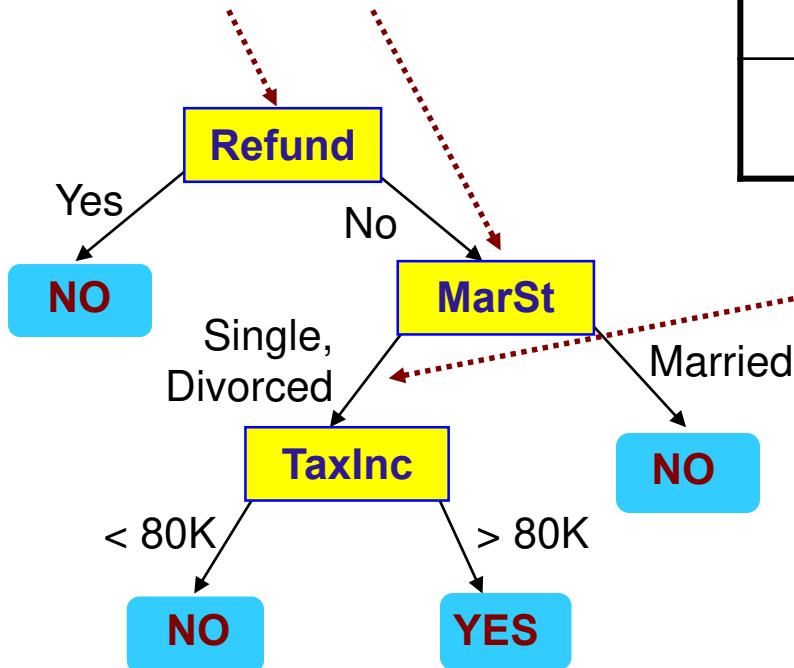 Refund
Yes
No
NO
MarSt
Single,
Divorced
Married
TaxInc
NO
< 80K
> 80K
NO
YES